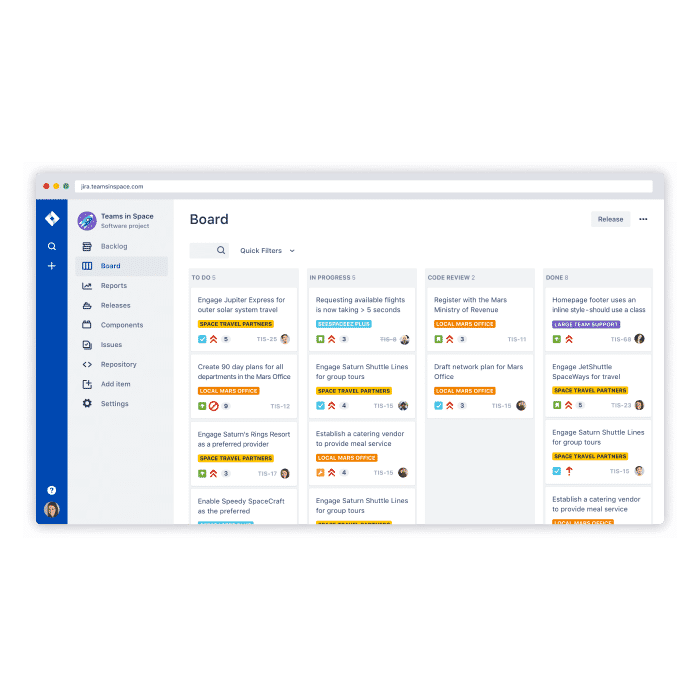 jira.teamsinspace.com
Teams in Space
Software project
Backlog
Board
Reports
Releases
Components
Issues
Repository
Add item
Settings
Board
Release
Quick Filters
TO DO 5
Engage Jupiter Express for
outer solar system travel
SPACE TRAVEL PARTNERS
5
TIS-25
Create 90 day plans for all
departments in the Mars Office
LOCAL MARS OFFICE
9
TIS-12
Engage Saturn's Rings Resort
as a preferred provider
SPACE TRAVEL PARTNERS
3
TIS-17
Enable Speedy SpaceCraft
as the preferred
IN PROGRESS 5
Requesting available flights
is now taking > 5 seconds
SEESPACEEZ PLUS
3
TIS-8
Engage Saturn Shuttle Lines
for group tours
SPACE TRAVEL PARTNERS
4
TIS-15
Establish a catering vendor
to provide meal service
LOCAL MARS OFFICE
4
TIS-15
Engage Saturn Shuttle Lines
for group tours
SPACE TRAVEL PARTNERS
CODE REVIEW 2
Register with the Mars
Ministry of Revenue
LOCAL MARS OFFICE
3
TIS-11
Draft network plan for Mars
Office
LOCAL MARS OFFICE
3
TIS-15
DONE 8
Homepage footer uses an
inline style - should use a class
LARGE TEAM SUPPORT
TIS-68
Engage JetShuttle
SpaceWays for travel
SPACE TRAVEL PARTNERS
5
TIS-23
Engage Saturn Shuttle Lines
for group tours
SPACE TRAVEL PARTNERS
TIS-15
Establish a catering vendor
to provide meal service
LOCAL MARS OFFICE